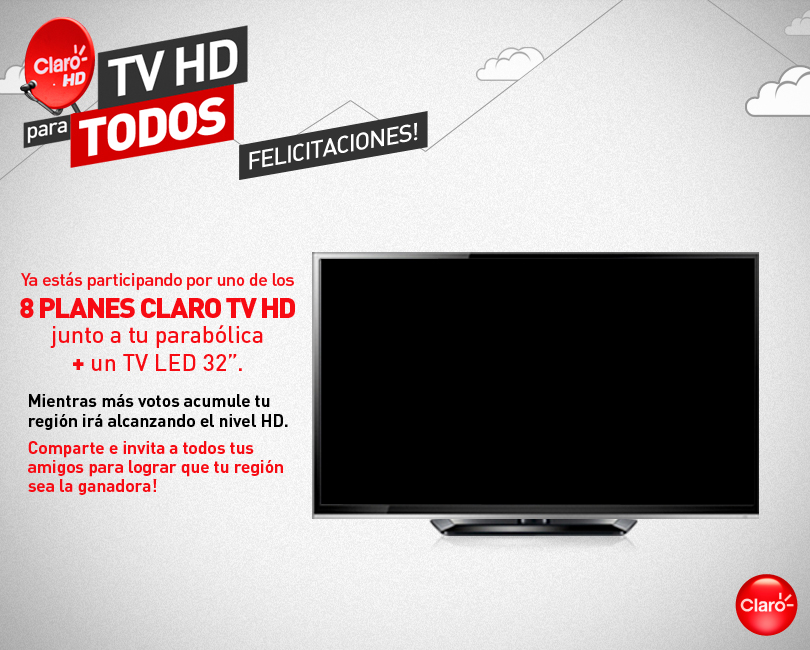 Claro HD
TV HD
para TODOS
FELICITACIONES!
Ya estás participando por uno de los
8 PLANES CLARO TV HD
junto a tu parabólica
+ un TV LED 32”.
Mientras más votos acumule tu
región irá alcanzando el nivel HD.
Comparte e invita a todos tus
amigos para lograr que tu región
sea la ganadora!
Claro